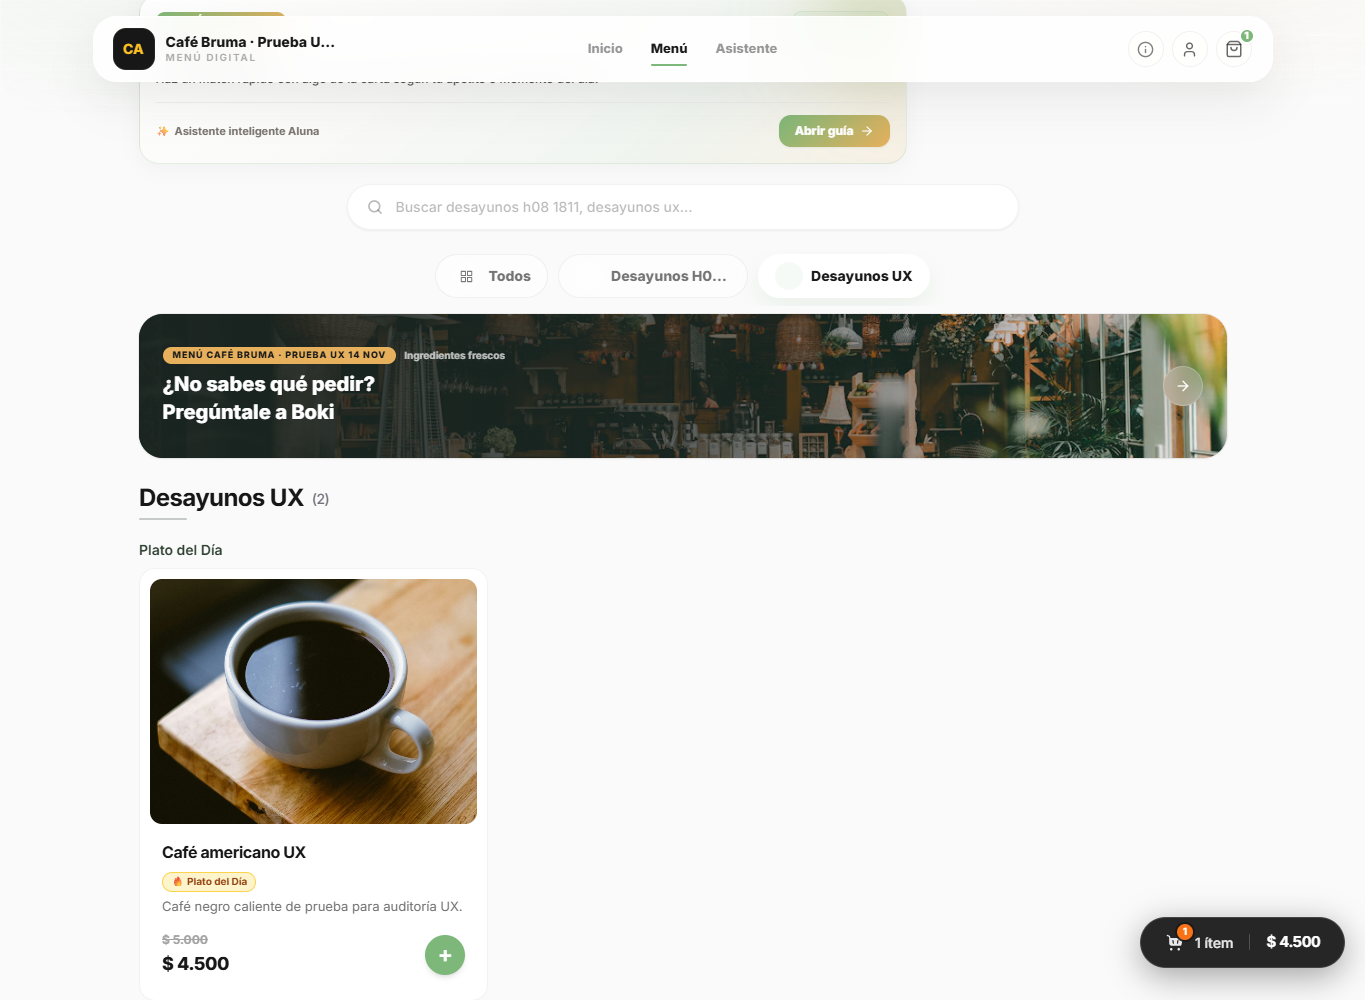 CA
Café Bruma · Prueba U...
MENÚ DIGITAL
Inicio
Menú
Asistente
1
Asistente inteligente Aluna
Abrir guía
Buscar desayunos h08 1811, desayunos ux...
Todos
Desayunos H0...
Desayunos UX
MENÚ CAFÉ BRUMA · PRUEBA UX 14 NOV
Ingredientes frescos
¿No sabes qué pedir?
Pregúntale a Boki
Desayunos UX (2)
Plato del Día
Café americano UX
Plato del Día
Café negro caliente de prueba para auditoría UX.
$ 5.000
$ 4.500
+
1
1 ítem
$ 4.500